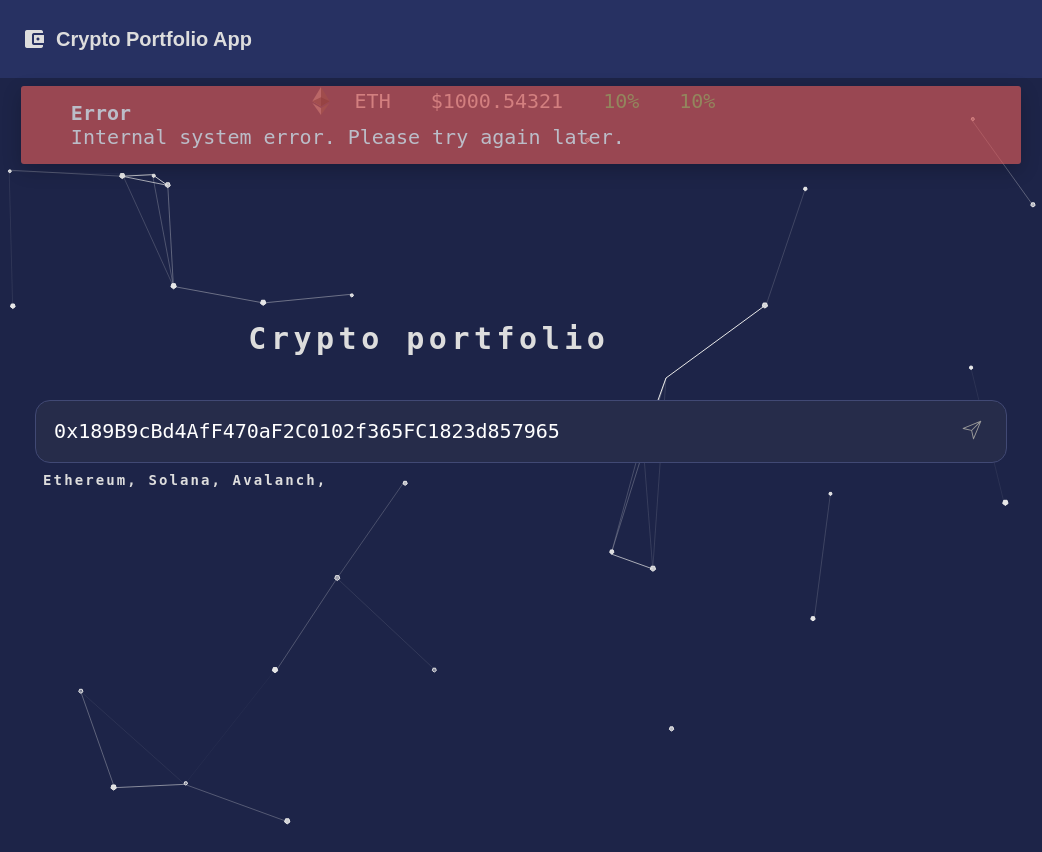 Crypto Portfolio App
ETH $1000.54321 10% 10%
Error
Internal system error. Please try again later.
Crypto portfolio
0x189B9cBd4AfF470aF2C0102f365FC1823d857965
Ethereum, Solana, Avalanch,